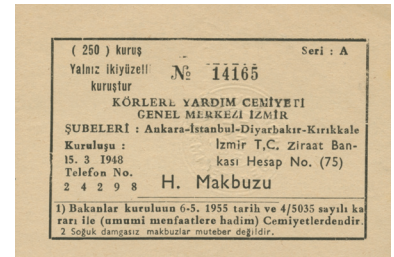 ( 250 ) kuruş Seri : A
Yalnız ikiyüzelli № 14165
kuruştur
KÖRLERE YARDIM CEMİYETİ
GENEL MERKEZİ İZMİR
ŞUBELERİ : Ankara-İstanbul-Diyarbakır-Kırıkkale
Kuruluşu : İzmir T,C. Ziraat Ban-
15. 3 1948 kası Hesap No. (75)
Telefon No.
2 4 2 9 8 H. Makbuzu
1) Bakanlar kuruluun 6-5. 1955 tarih ve 4/5035 sayılı ka
rarı ile (umumi menfaatlere hadim) Cemiyetlerdendir.
2 Soğuk damgasız makbuzlar muteber değildir.